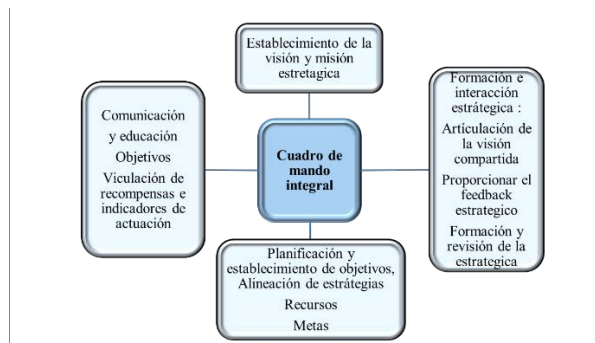 Establecimiento de la
visión y misión
estretagica
Comunicación
y educación
Objetivos
Viculación de
recompensas e
indicadores de
actuación
Cuadro de
mando
integral
Formación e
interacción
estrátegica :
Artículación de
la visión
compartida
Proporcionar el
feedback
estrategico
Formación y
revisión de la
estrategica
Planificación y
establecimiento de objetivos,
Alineación de estrátegias
Recursos
Metas